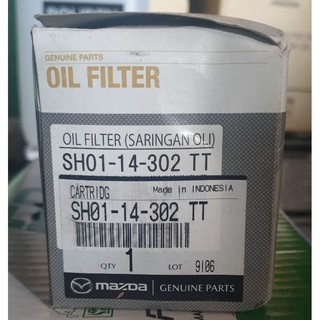 GENUINE PARTS
OIL FILTER
OIL FILTER (SARINGAN OLI)
SH01-14-302 TT
CARTRIDG Made in INDONESIA
SH01-14-302 TT
QTY 1 LOT 9106
mazda GENUINE PARTS